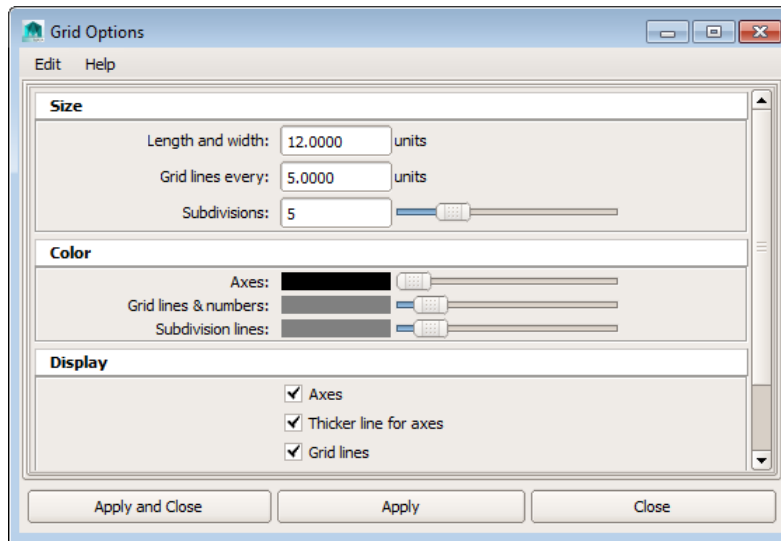 Grid Options
Edit Help
Size
Length and width: 12.0000 units
Grid lines every: 5.0000 units
Subdivisions: 5
Color
Axes:
Grid lines & numbers:
Subdivision lines:
Display
Axes
Thicker line for axes
Grid lines
Apply and Close Apply Close